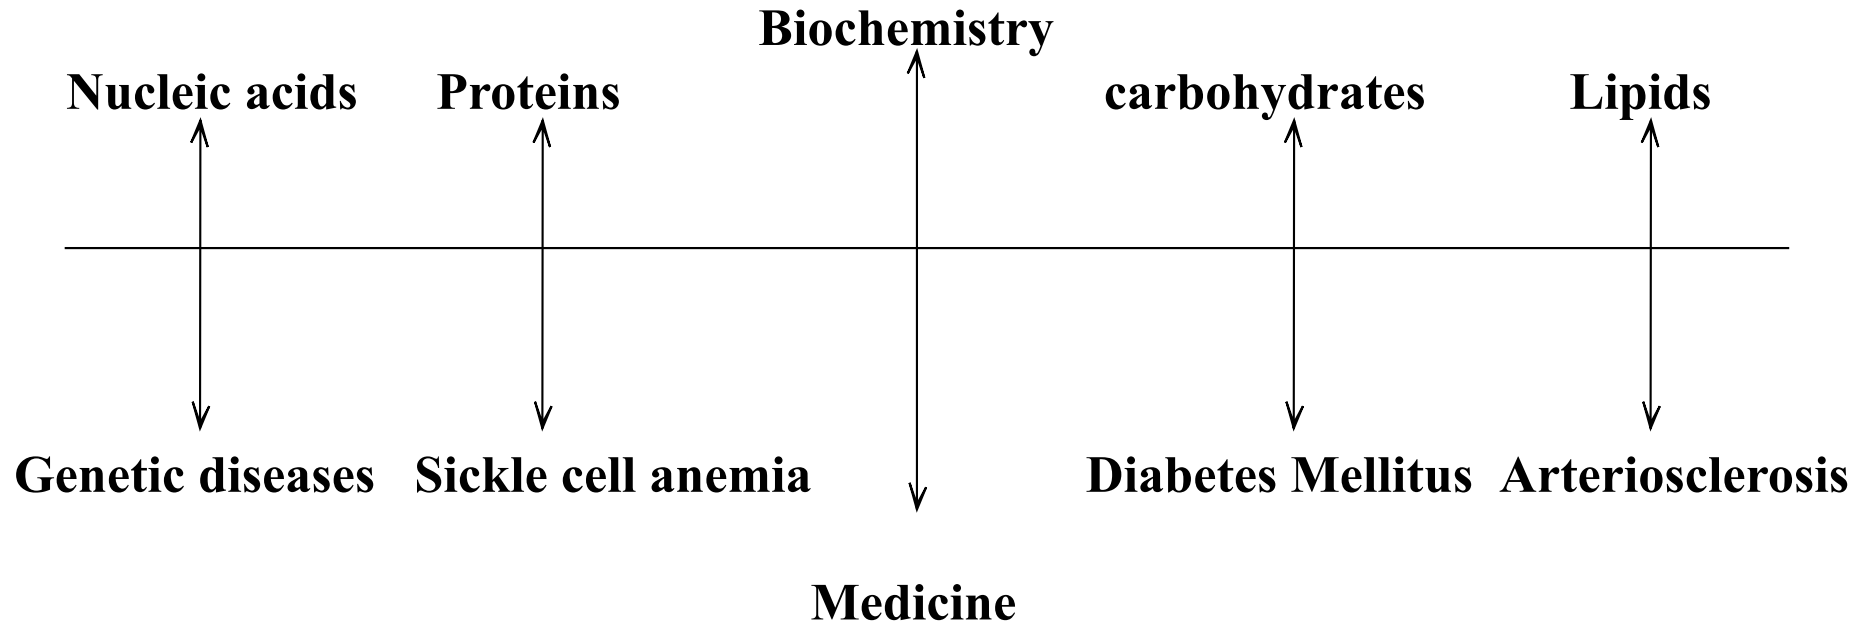 Biochemistry
Nucleic acids Proteins carbohydrates Lipids
Genetic diseases Sickle cell anemia Diabetes Mellitus Arteriosclerosis
Medicine